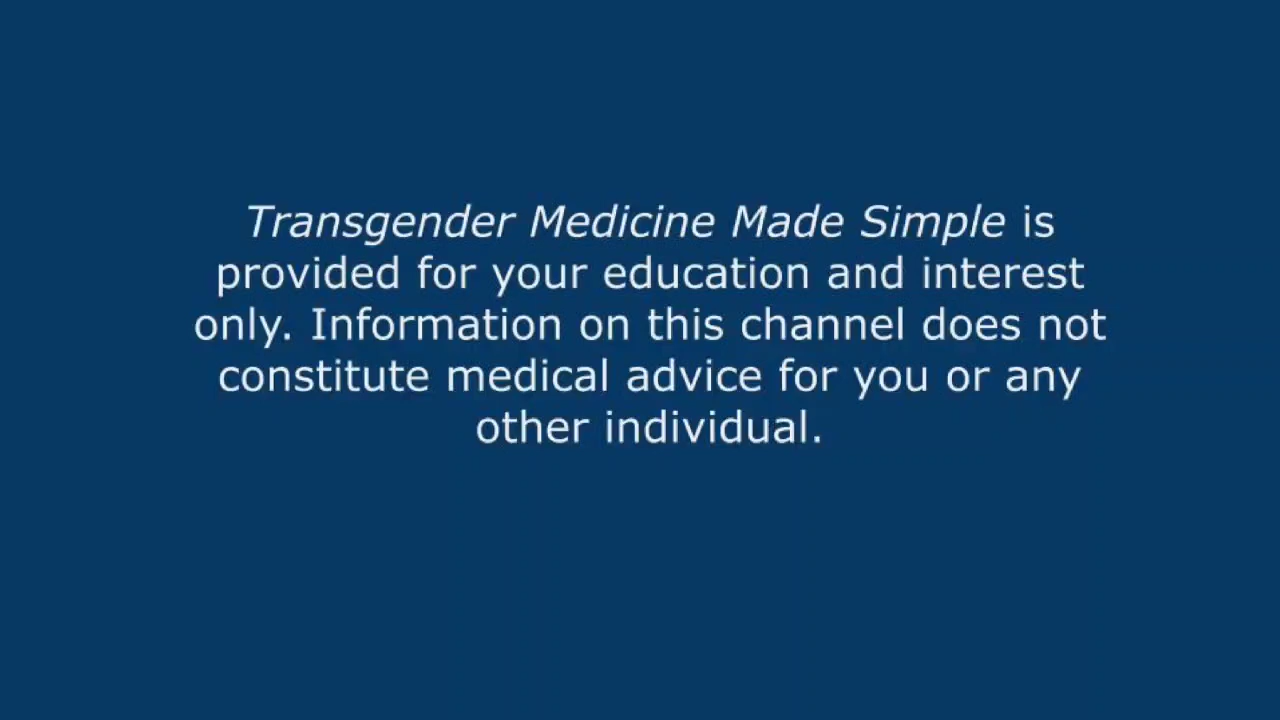 Transgender Medicine Made Simple is
provided for your education and interest
only. Information on this channel does not
constitute medical advice for you or any
other individual.